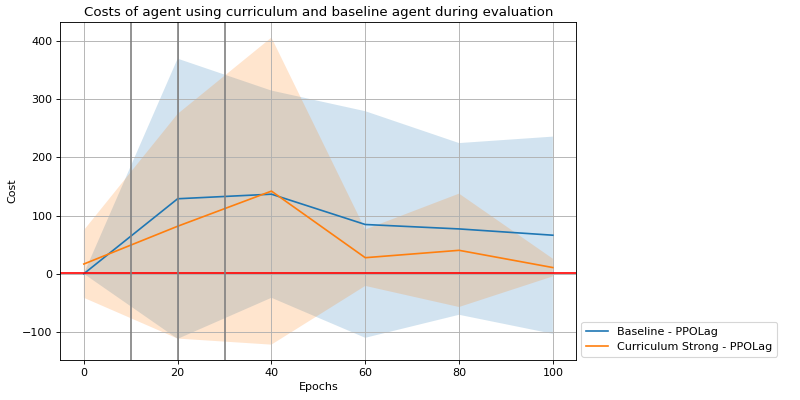 Costs of agent using curriculum and baseline agent during evaluation
400
300
200
100
0
−100
Cost
0 20 40 60 80 100
Epochs
Baseline - PPOLag
Curriculum Strong - PPOLag